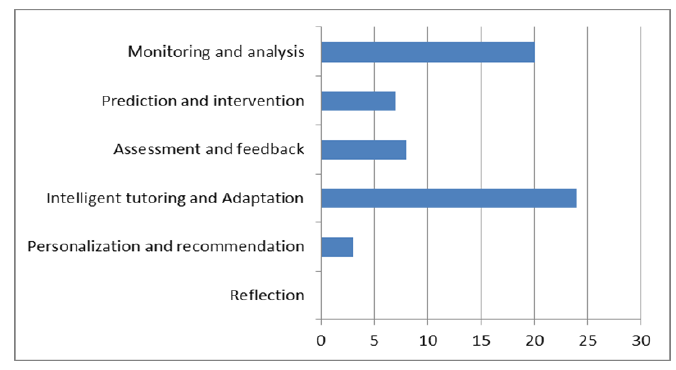 Monitoring and analysis
Prediction and intervention
Assessment and feedback
Intelligent tutoring and Adaptation
Personalization and recommendation
Reflection
0 5 10 15 20 25 30